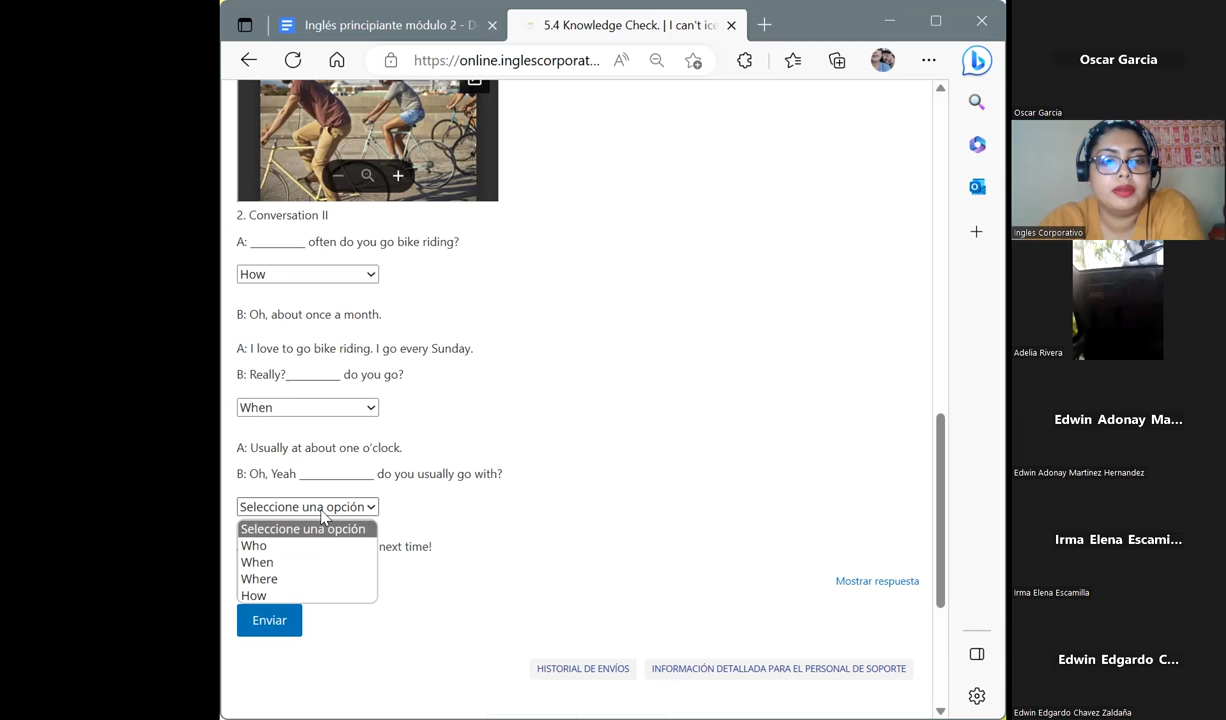 Inglés principiante módulo 2 - D
5.4 Knowledge Check. | I can't ice
https://online.inglescorporat...
2. Conversation II
A: _________ often do you go bike riding?
How
B: Oh, about once a month.
A: I love to go bike riding. I go every Sunday.
B: Really?_________ do you go?
When
A: Usually at about one o'clock.
B: Oh, Yeah ____________ do you usually go with?
Seleccione una opción
Seleccione una opción
Who
next time!
When
Where
How
Mostrar respuesta
Enviar
HISTORIAL DE ENVÍOS
INFORMACIÓN DETALLADA PARA EL PERSONAL DE SOPORTE
Oscar Garcia
Oscar Garcia
Ingles Corporativo
Adelia Rivera
Edwin Adonay Ma...
Edwin Adonay Martinez Hernandez
Irma Elena Escami...
Irma Elena Escamilla
Edwin Edgardo C...
Edwin Edgardo Chavez Zaldaña